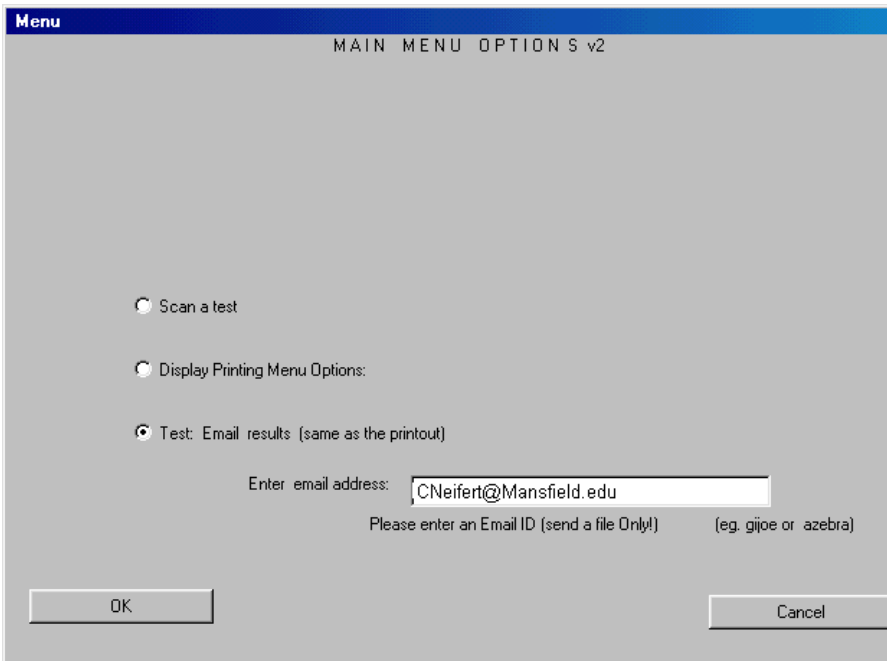 Menu
MAIN MENU OPTIONS v2
Scan a test
Display Printing Menu Options:
Test: Email results (same as the printout)
Enter email address: CNeifert@Mansfield.edu
Please enter an Email ID (send a file Only!) (eg. gijoe or azebra)
OK
Cancel